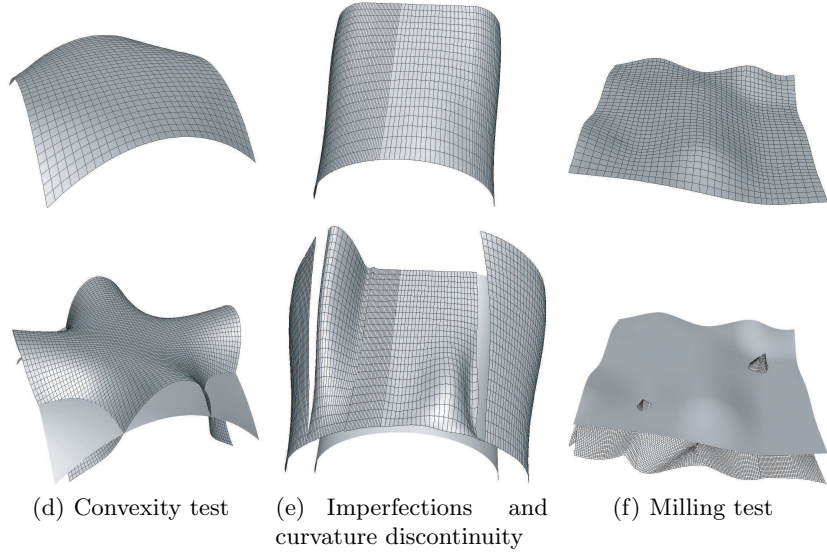 (d) Convexity test
(e) Imperfections and
curvature discontinuity
(f) Milling test